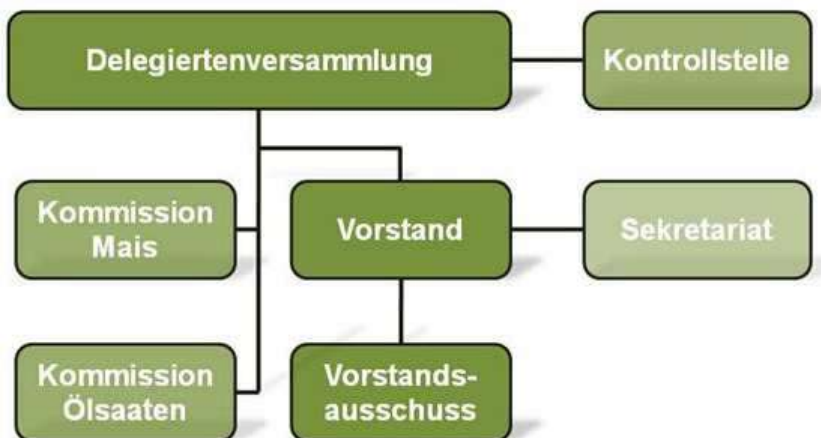 Delegiertenversammlung
Kontrollstelle
Kommission
Mais
Vorstand
Sekretariat
Kommission
Ölsaaten
Vorstands-
ausschuss